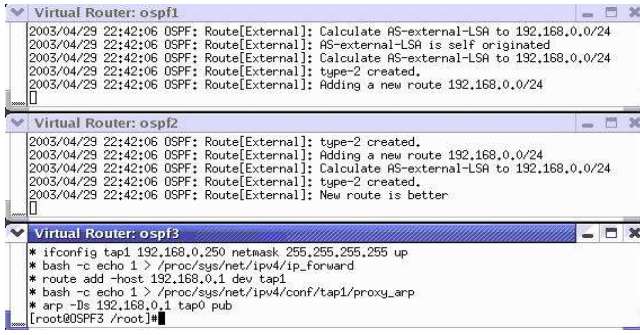 Virtual Router: ospf1
2003/04/29 22:42:06 OSPF: Route[External]: Calculate AS-external-LSA to 192.168.0.0/24
2003/04/29 22:42:06 OSPF: Route[External]: AS-external-LSA is self originated
2003/04/29 22:42:06 OSPF: Route[External]: Calculate AS-external-LSA to 192.168.0.0/24
2003/04/29 22:42:06 OSPF: Route[External]: type-2 created.
2003/04/29 22:42:06 OSPF: Route[External]: Adding a new route 192.168.0.0/24
Virtual Router: ospf2
2003/04/29 22:42:06 OSPF: Route[External]: type-2 created.
2003/04/29 22:42:06 OSPF: Route[External]: Adding a new route 192.168.0.0/24
2003/04/29 22:42:06 OSPF: Route[External]: Calculate AS-external-LSA to 192.168.0.0/24
2003/04/29 22:42:06 OSPF: Route[External]: type-2 created.
2003/04/29 22:42:06 OSPF: Route[External]: New route is better
Virtual Router: ospf3
* ifconfig tap1 192.168.0.250 netmask 255.255.255.255 up
* bash -c echo 1 > /proc/sys/net/ipv4/ip_forward
* route add -host 192.168.0.1 dev tap1
* bash -c echo 1 > /proc/sys/net/ipv4/conf/tap1/proxy_arp
* arp -Ds 192.168.0.1 tap0 pub
[root@OSPF3 /root]#